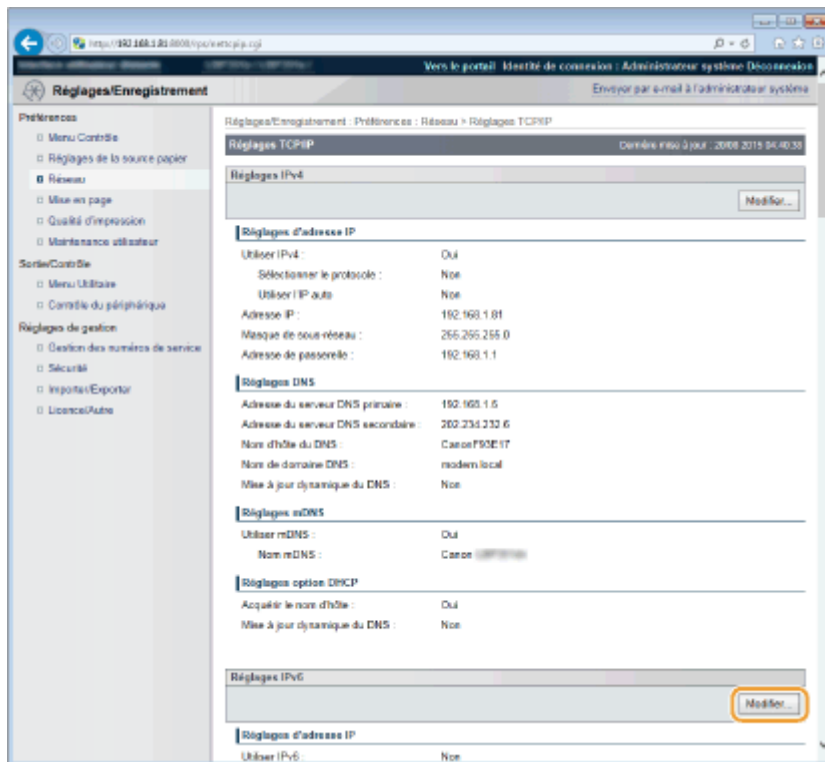 Vers le portail Identité de connexion : Administrateur système Déconnexion
Réglages/Enregistrement
Envoyer par e-mail à l'administrateur système
Préférences
Menu Contrôle
Réglages de la source papier
Réseau
Mise en page
Qualité d'impression
Maintenance utilisateur
Sortie/Contrôle
Menu Utilitaire
Contrôle du périphérique
Réglages de gestion
Gestion des numéros de service
Sécurité
Importer/Exporter
Licence/Autre
Réglages/Enregistrement : Préférences : Réseau > Réglages TCP/IP
Réglages TCP/IP
Dernière mise à jour :
Réglages IPv4
Modifier...
Réglages d'adresse IP
Utiliser IPv4 : Oui
Sélectionner le protocole : Non
Utiliser l'IP auto Non
Adresse IP : 192.168.1.81
Masque de sous-réseau : 255.255.255.0
Adresse de passerelle : 192.168.1.1
Réglages DNS
Adresse du serveur DNS primaire : 192.168.1.5
Adresse du serveur DNS secondaire : 202.234.232.6
Nom d'hôte du DNS : CanonF93E17
Nom de domaine DNS : modem.local
Mise à jour dynamique du DNS : Non
Réglages mDNS
Utiliser mDNS : Oui
Nom mDNS : Canon
Réglages option DHCP
Acquérir le nom d'hôte : Oui
Mise à jour dynamique du DNS : Non
Réglages IPv6
Modifier...
Réglages d'adresse IP
Utiliser IPv6 : Non